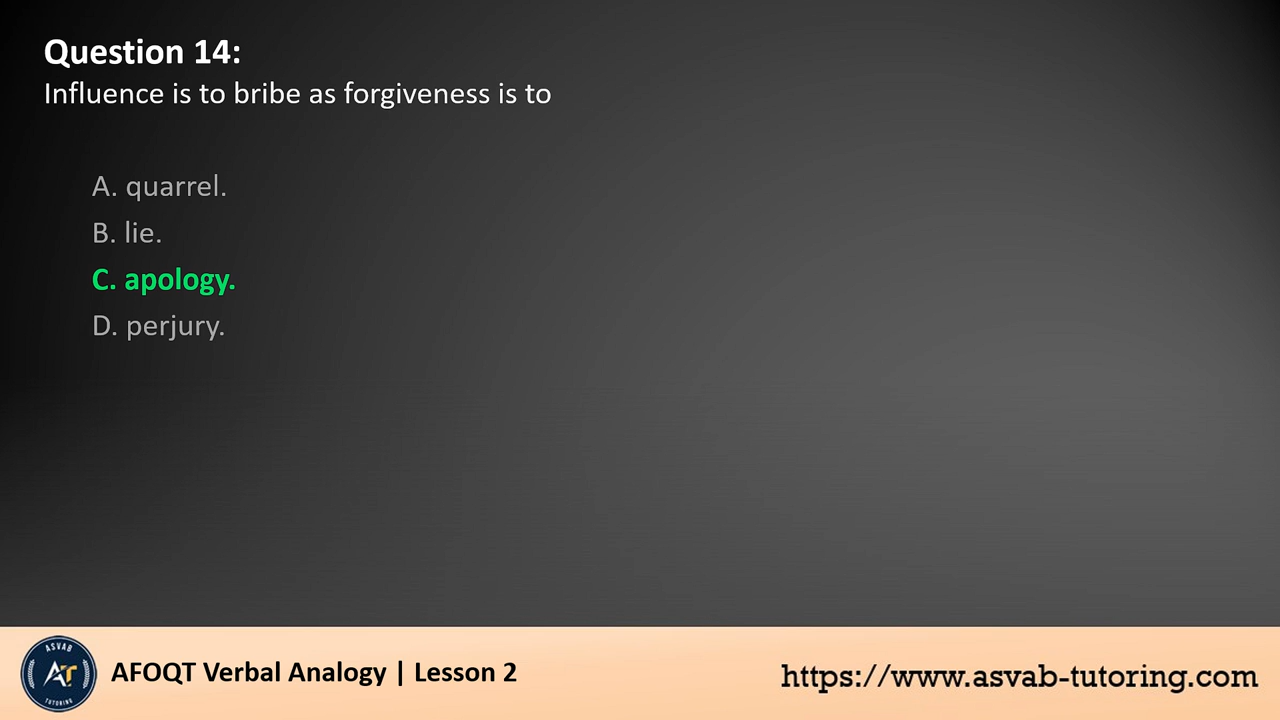 Question 14:
Influence is to bribe as forgiveness is to
A. quarrel.
B. lie.
C. apology.
D. perjury.
ASVAB
AT
TUTORING
AFOQT Verbal Analogy | Lesson 2
https://www.asvab-tutoring.com